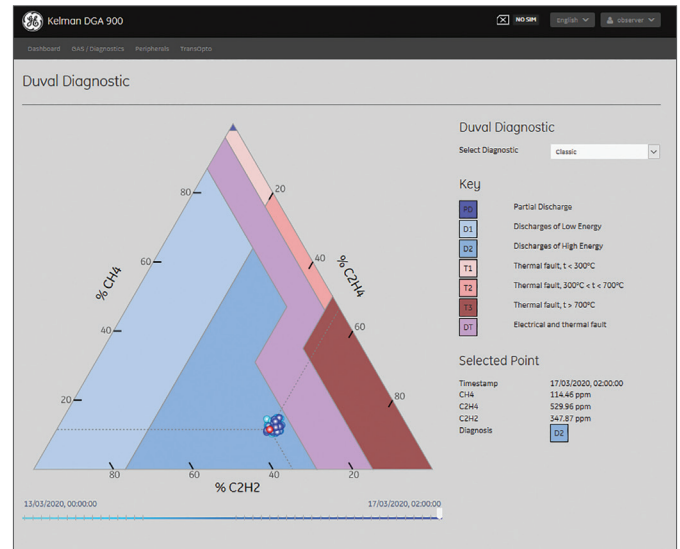 GE Kelman DGA 900
NO SIM English observer
Dashboard DGA / Diagnostics Peripherals TransOpto
Duval Diagnostic
Duval Diagnostic
Select Diagnostic Classic
Key
PD Partial Discharge
D1 Discharges of Low Energy
D2 Discharges of High Energy
T1 Thermal fault, t < 300°C
T2 Thermal fault, 300°C < t < 700°C
T3 Thermal fault, t > 700°C
DT Electrical and thermal fault
80 20
60 40
% CH4 % C2H4
40 60
20 80
80 60 40 20
% C2H2
Selected Point
Timestamp 17/03/2020, 02:00:00
CH4 114.46 ppm
C2H4 529.96 ppm
C2H2 347.87 ppm
Diagnosis D2
13/03/2020, 00:00:00 17/03/2020, 02:00:00